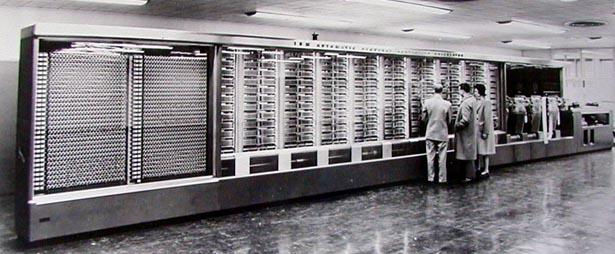 IBM AUTOMATIC SEQUENCE CONTROLLED CALCULATOR